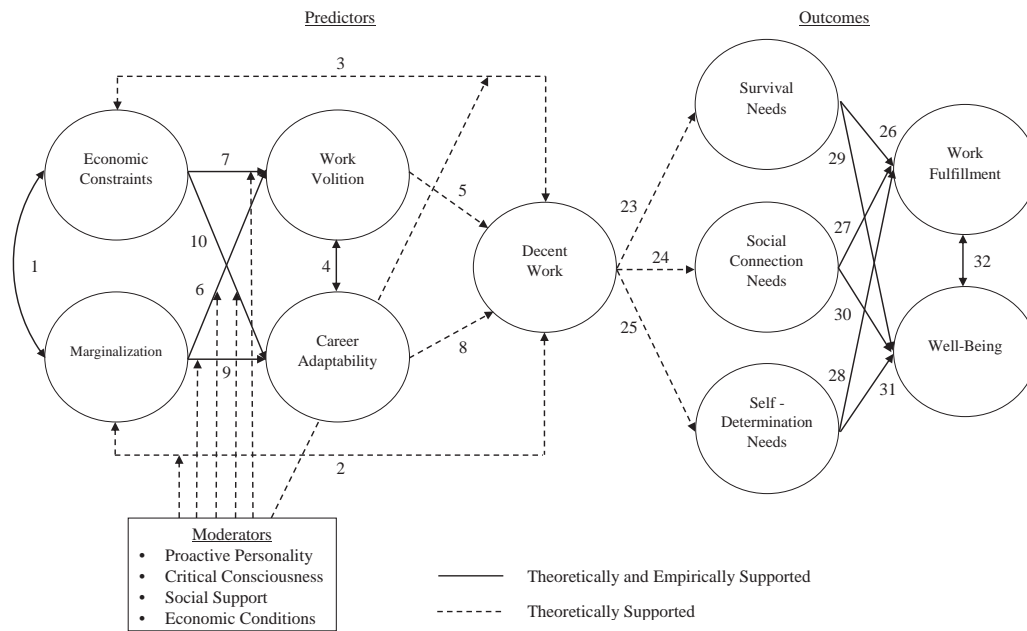 Predictors
Outcomes
3
Survival
Needs
Economic
Constraints
7
Work
Volition
5
23
26
29
Work
Fulfillment
10
27
1
4
Decent
Work
24
Social
Connection
Needs
32
6
25
30
Marginalization
Career
Adaptability
8
Well-Being
9
28
31
Self -
Determination
Needs
2
Moderators
• Proactive Personality
• Critical Consciousness
• Social Support
• Economic Conditions
Theoretically and Empirically Supported
Theoretically Supported